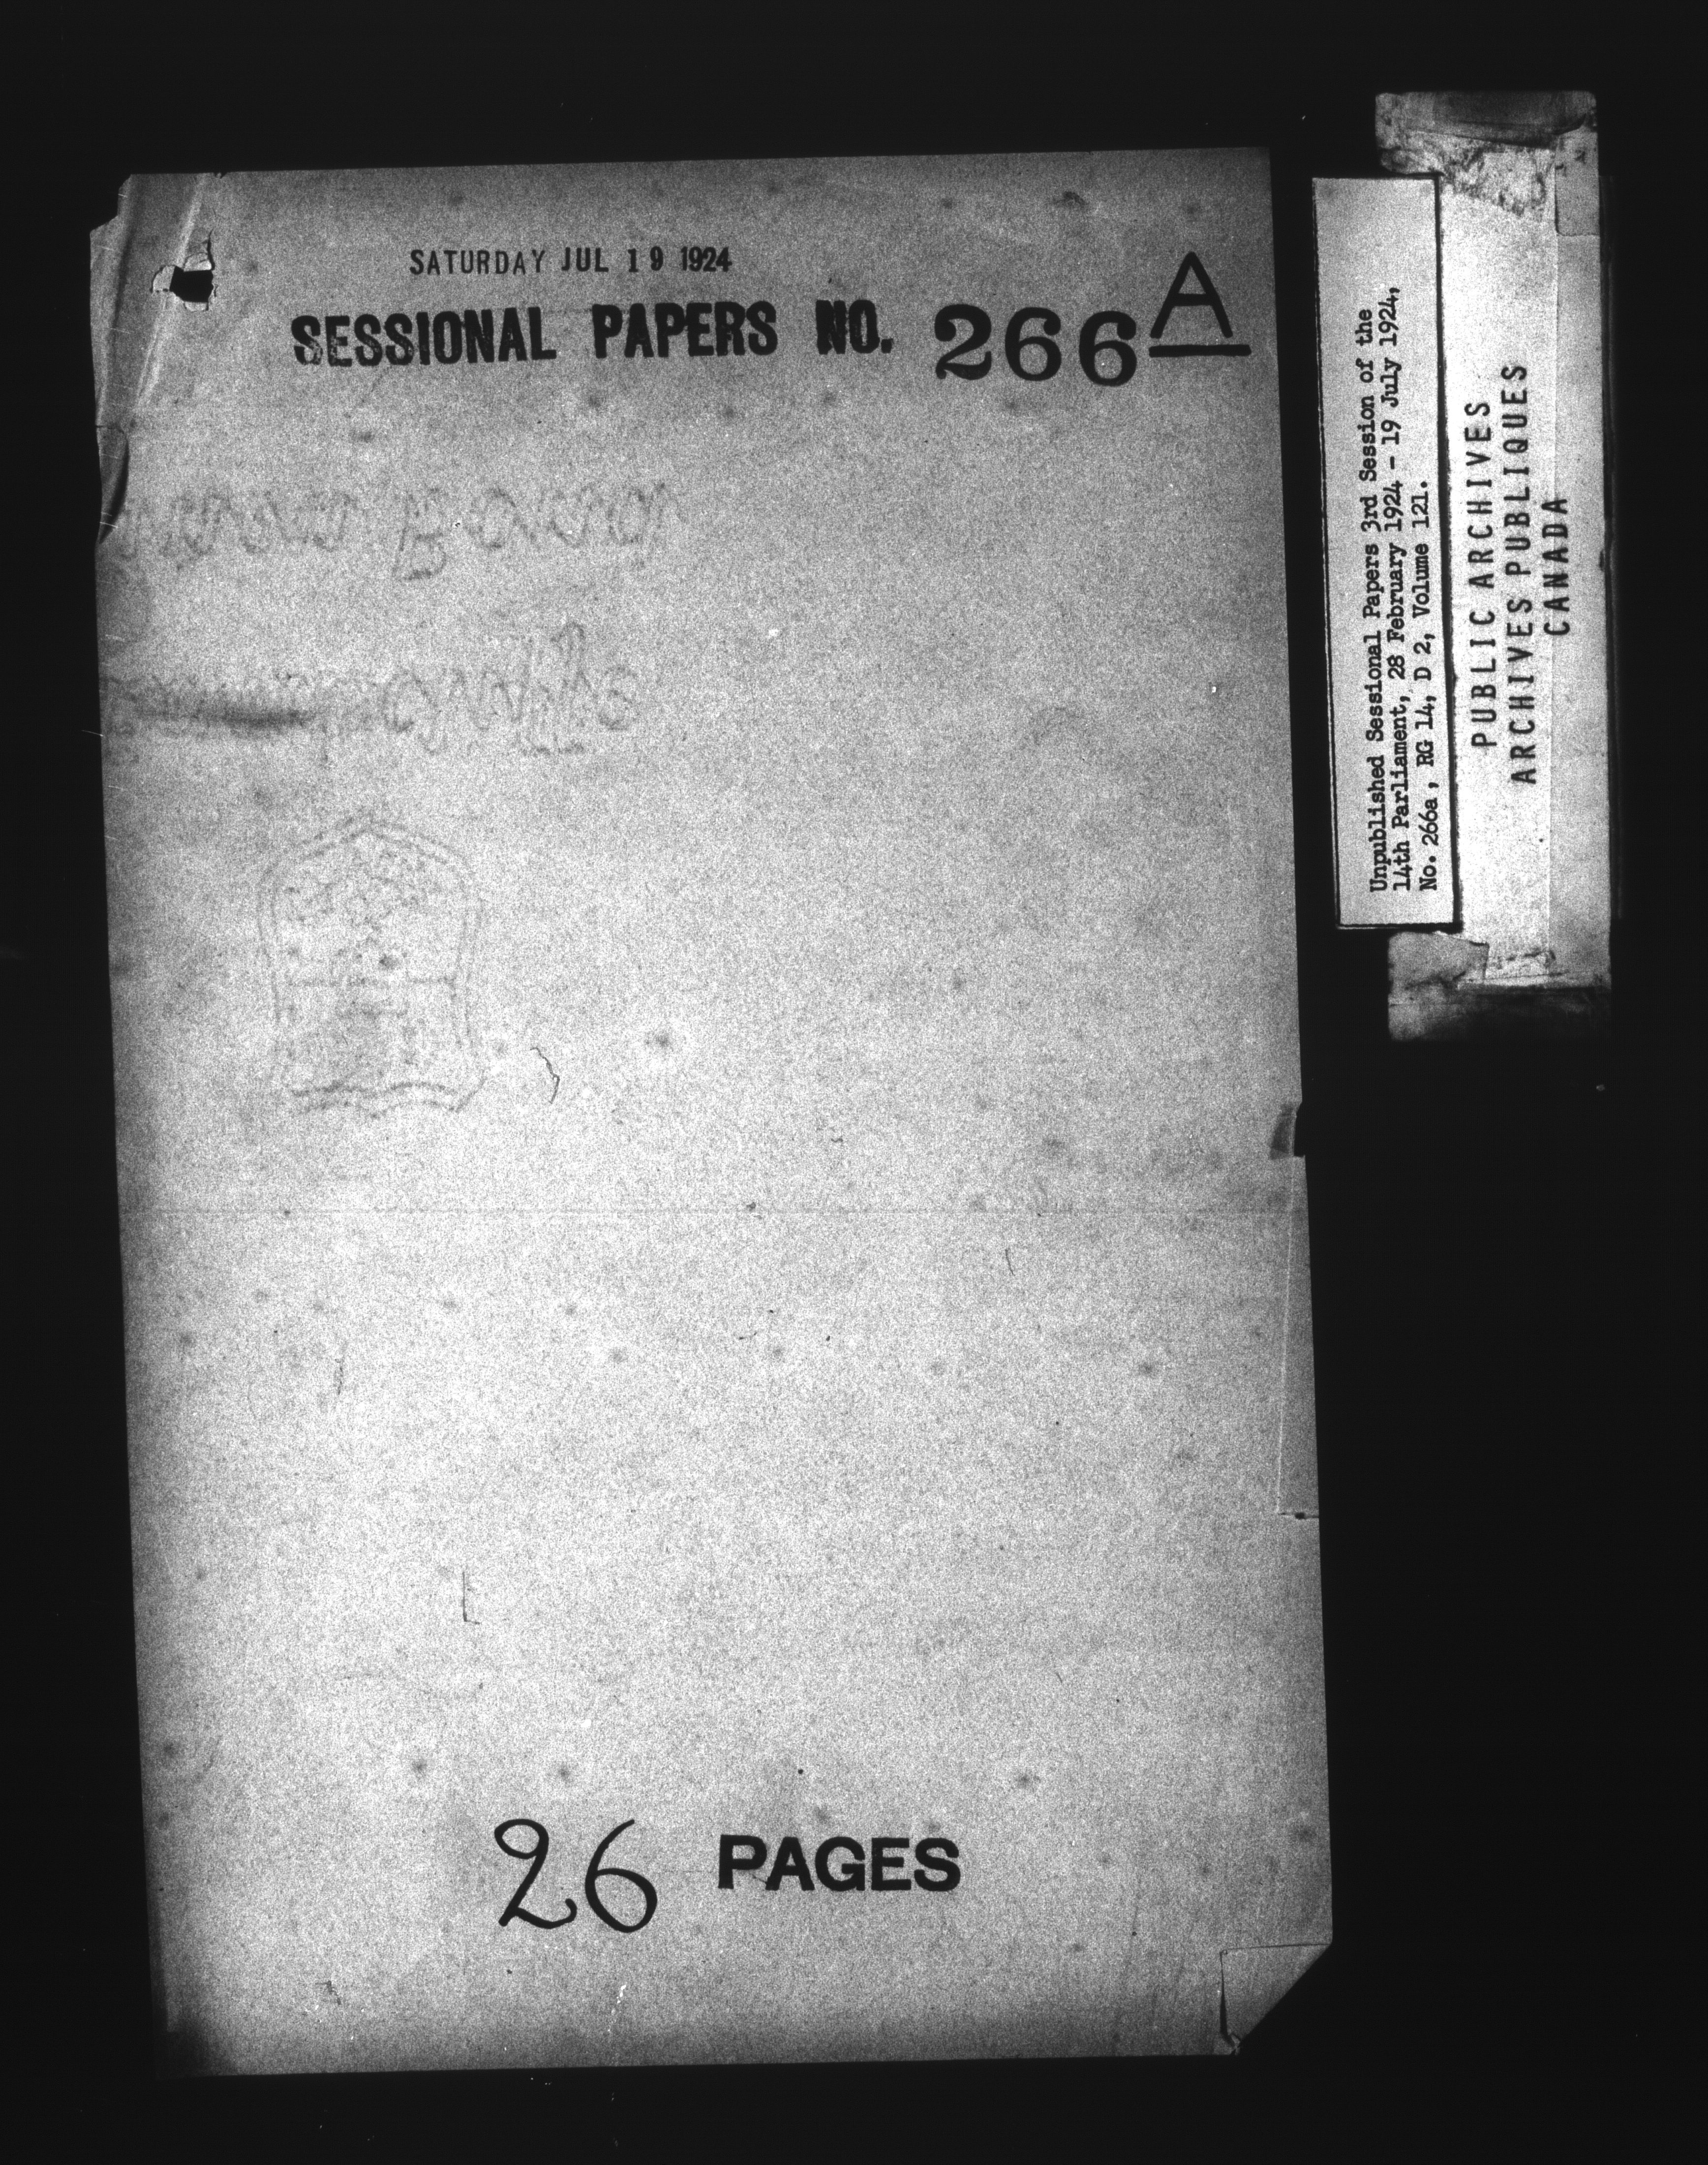 SATURDAY JUL 19 1924
SESSIONAL PAPERS NO. 266A
26 PAGES
Unpublished Sessional Papers 3rd Session of the
14th Parliament, 28 February 1924 - 19 July 1924,
No. 266a, RG 14, D 2, Volume 121.
PUBLIC ARCHIVES
ARCHIVES PUBLIQUES
CANADA